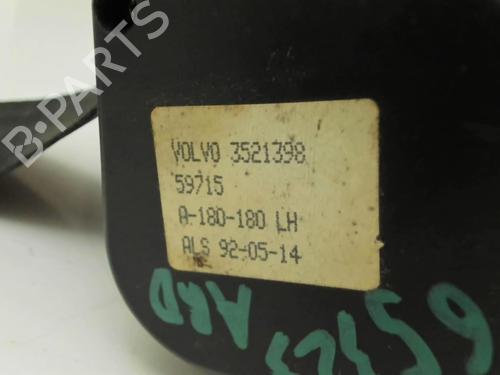 B-PARTS
VOLVO 3521398
59715
A-180-180 LH
ALS 92-05-14